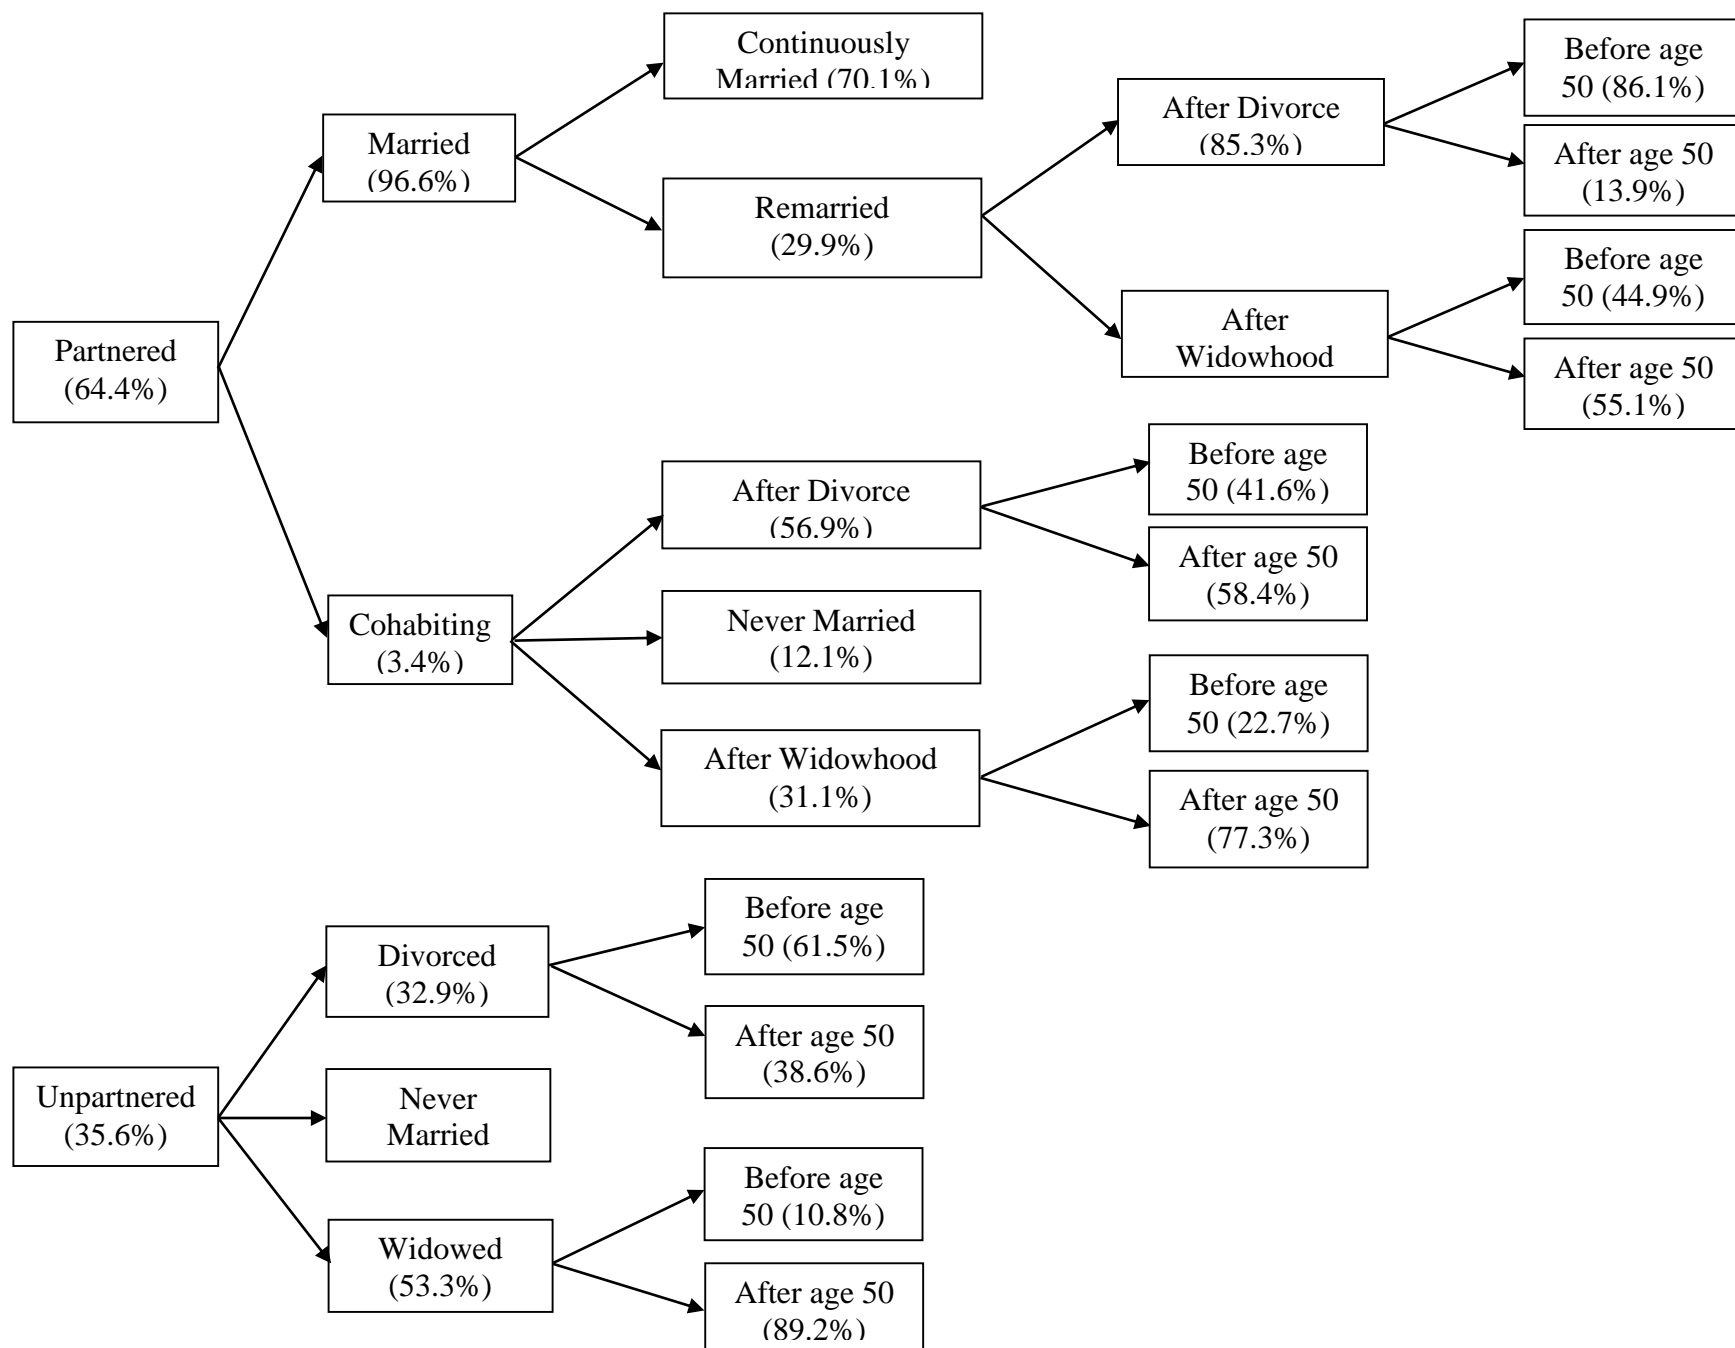 Continuously
Married (70.1%)
Before age
50 (86.1%)
After Divorce
(85.3%)
Married
(96.6%)
After age 50
(13.9%)
Remarried
(29.9%)
Before age
50 (44.9%)
After
Widowhood
Partnered
(64.4%)
After age 50
(55.1%)
Before age
50 (41.6%)
After Divorce
(56.9%)
After age 50
(58.4%)
Cohabiting
(3.4%)
Never Married
(12.1%)
Before age
50 (22.7%)
After Widowhood
(31.1%)
After age 50
(77.3%)
Before age
50 (61.5%)
Divorced
(32.9%)
After age 50
(38.6%)
Unpartnered
(35.6%)
Never
Married
Before age
50 (10.8%)
Widowed
(53.3%)
After age 50
(89.2%)